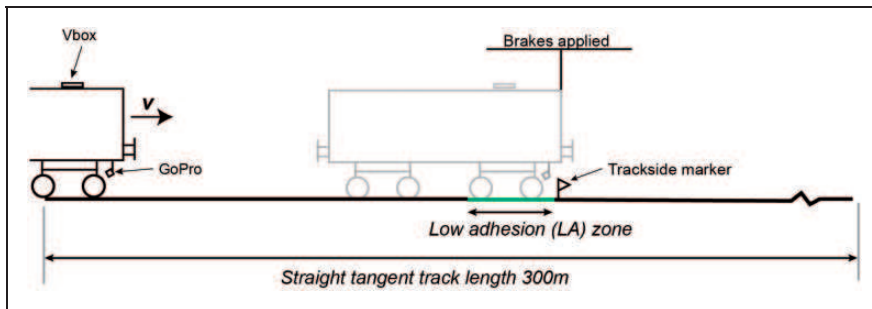 Vbox
Brakes applied
V
GoPro
Trackside marker
Low adhesion (LA) zone
Straight tangent track length 300m